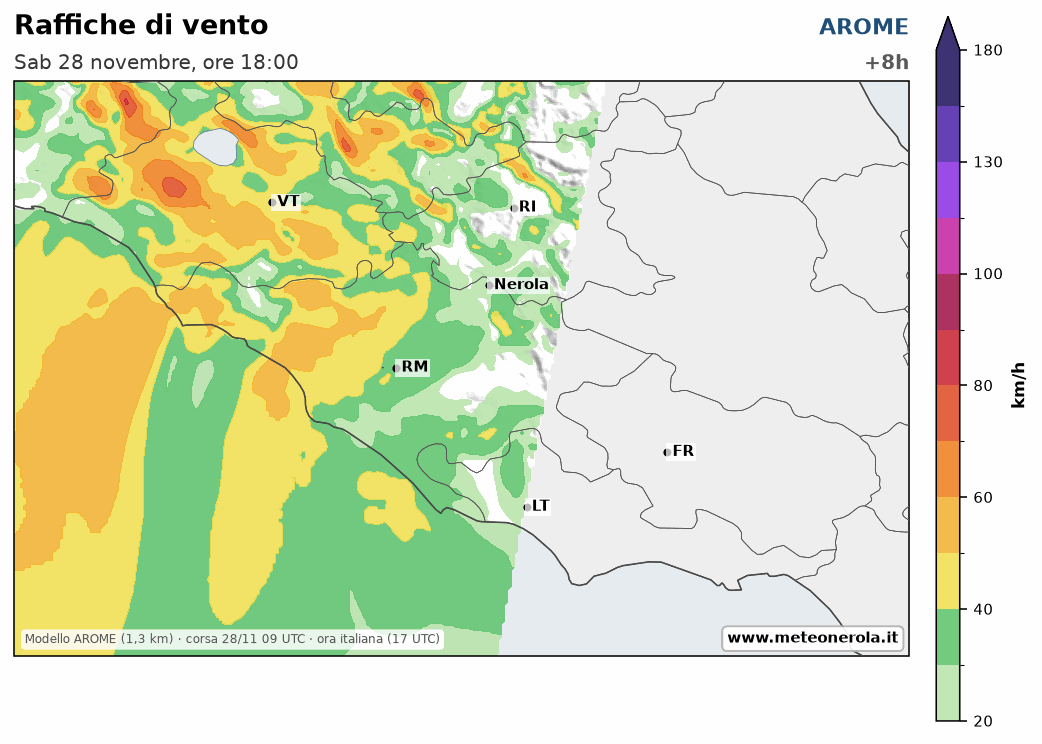 Raffiche di vento
AROME
Sab 28 novembre, ore 18:00
+8h
VT
RI
Nerola
RM
FR
LT
Modello AROME (1,3 km) · corsa 28/11 09 UTC · ora italiana (17 UTC)
www.meteonerola.it
180
130
100
80
60
40
20
km/h